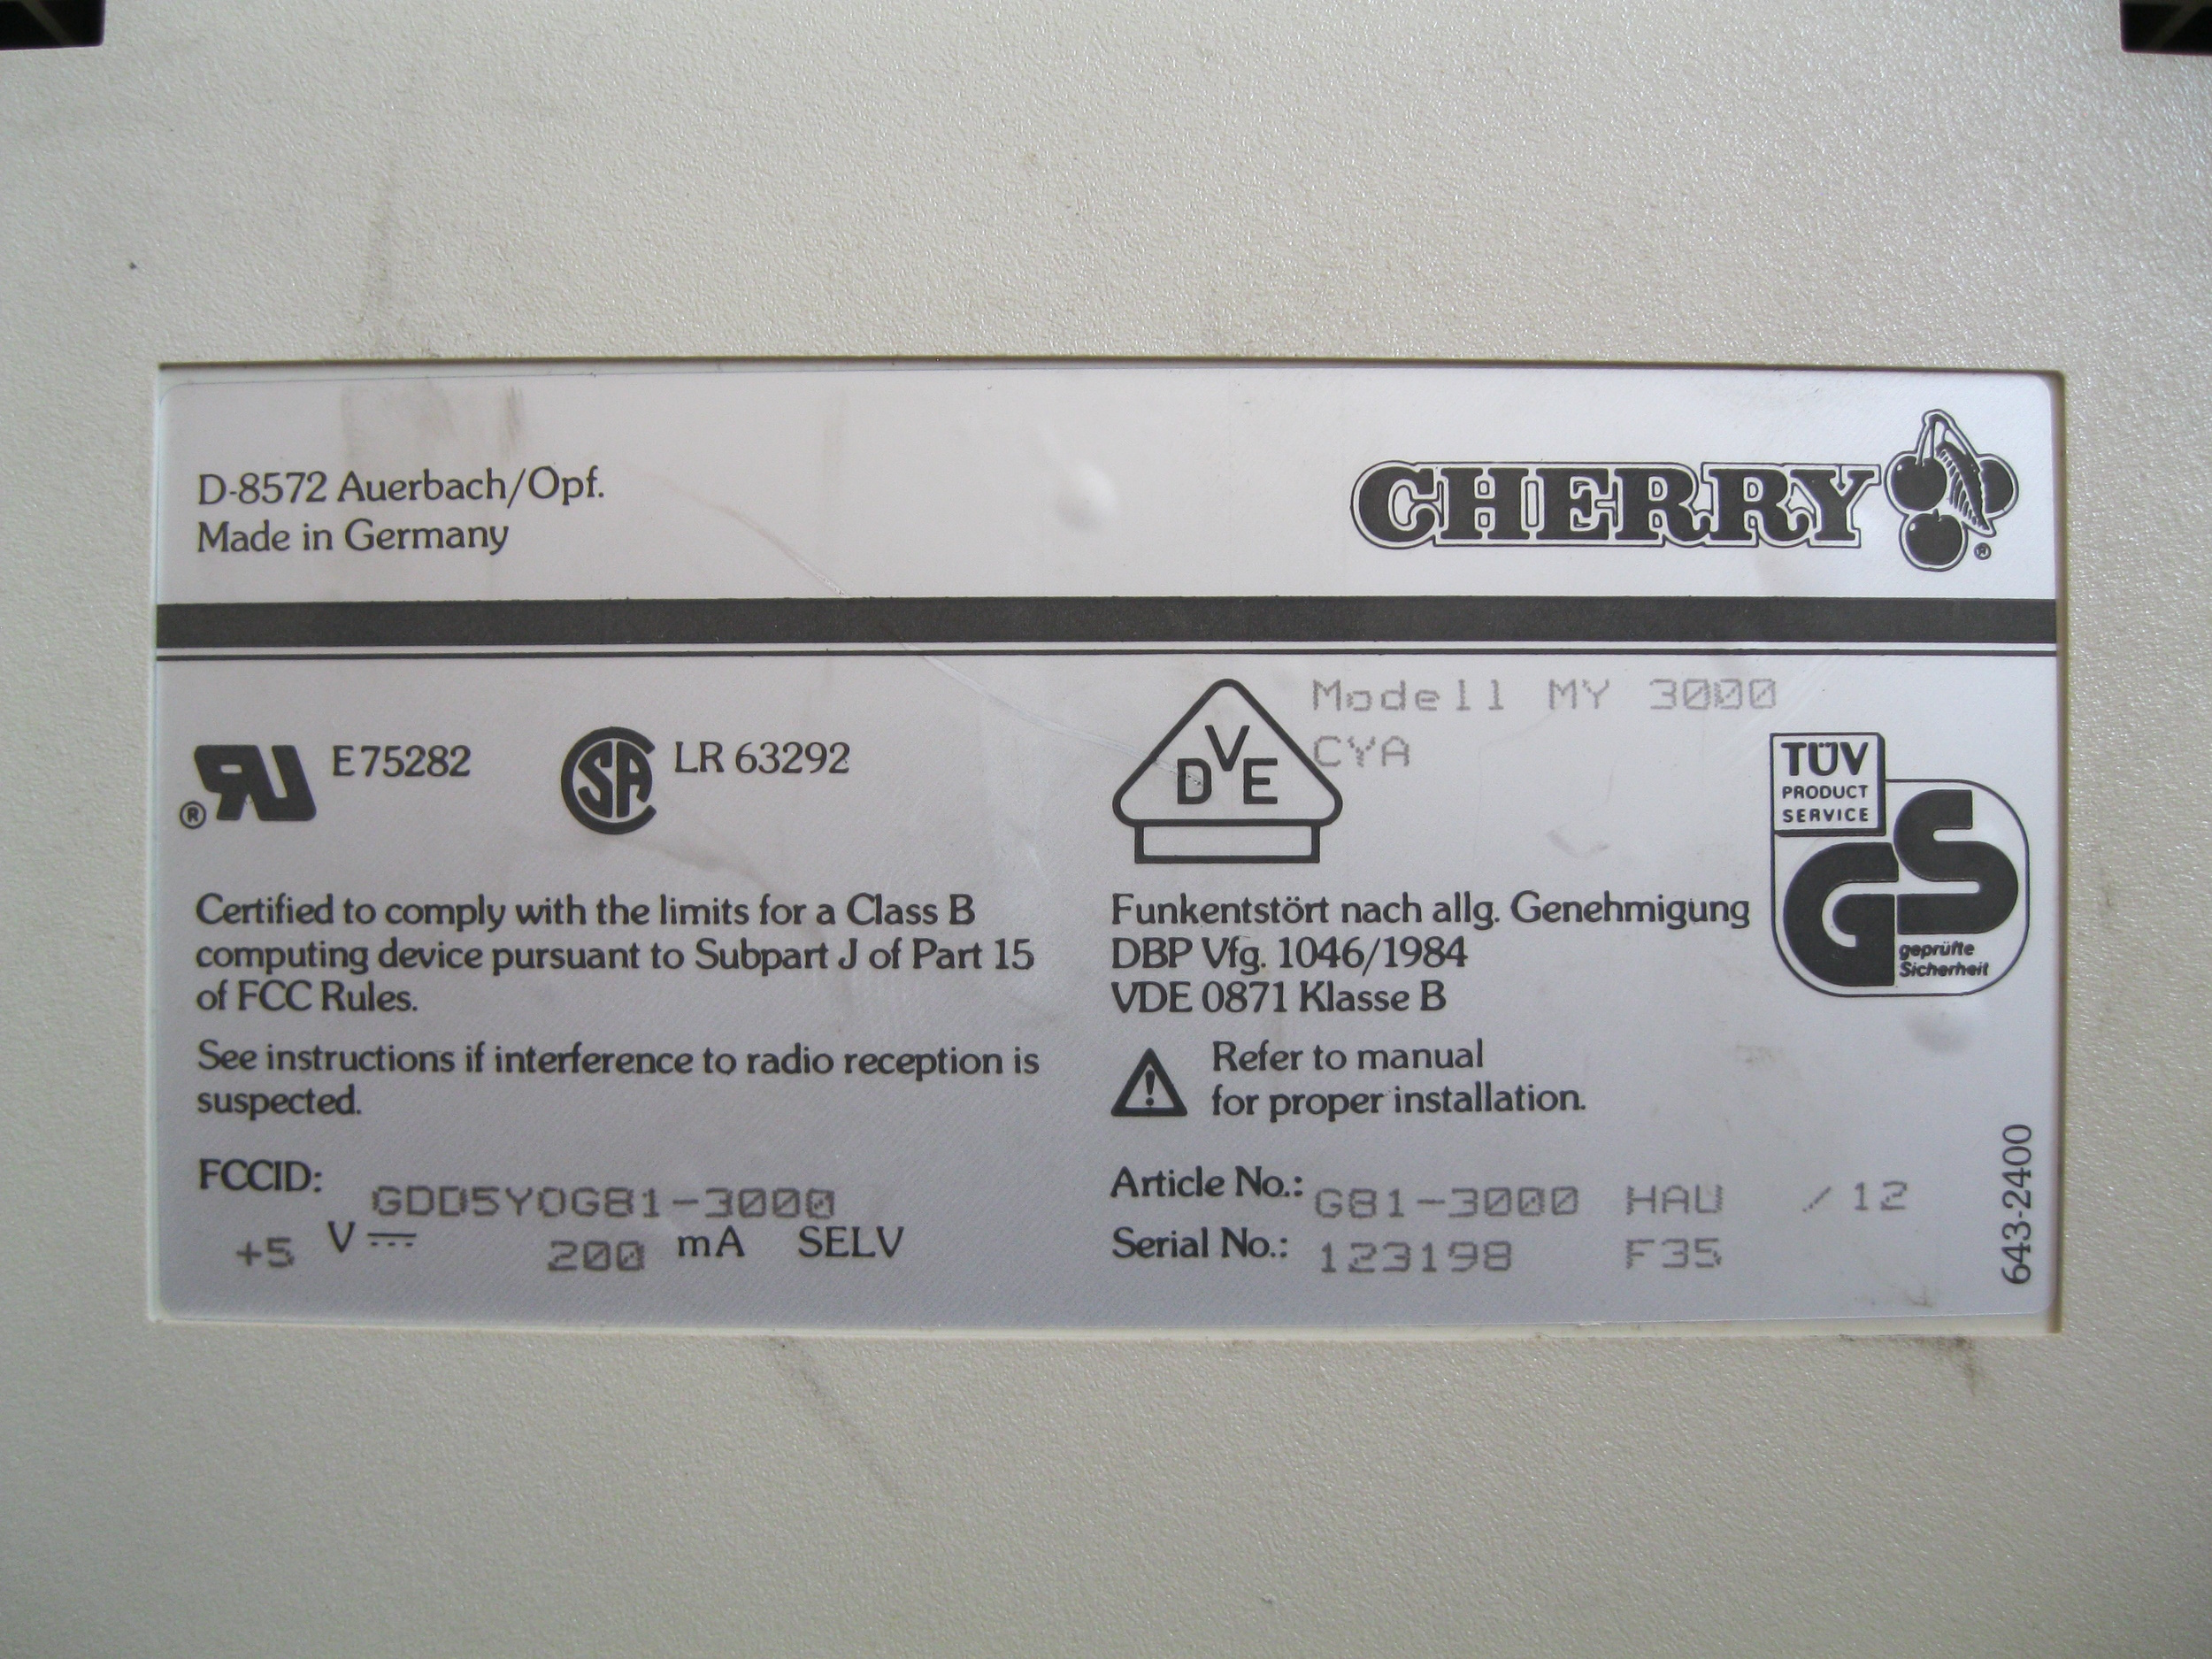 D-8572 Auerbach/Opf.
Made in Germany
CHERRY
®
Modell MY 3000
CYA
® RU E75282
SA LR 63292
DVE
TÜV
PRODUCT
SERVICE
GS
geprüfte
Sicherheit
Certified to comply with the limits for a Class B
computing device pursuant to Subpart J of Part 15
of FCC Rules.
See instructions if interference to radio reception is
suspected.
FCCID: GDD5YOG81-3000
+5 V 200 mA SELV
Funkentstört nach allg. Genehmigung
DBP Vfg. 1046/1984
VDE 0871 Klasse B
! Refer to manual
for proper installation.
Article No.: G81-3000 HAU /12
Serial No.: 123198 F35
643-2400